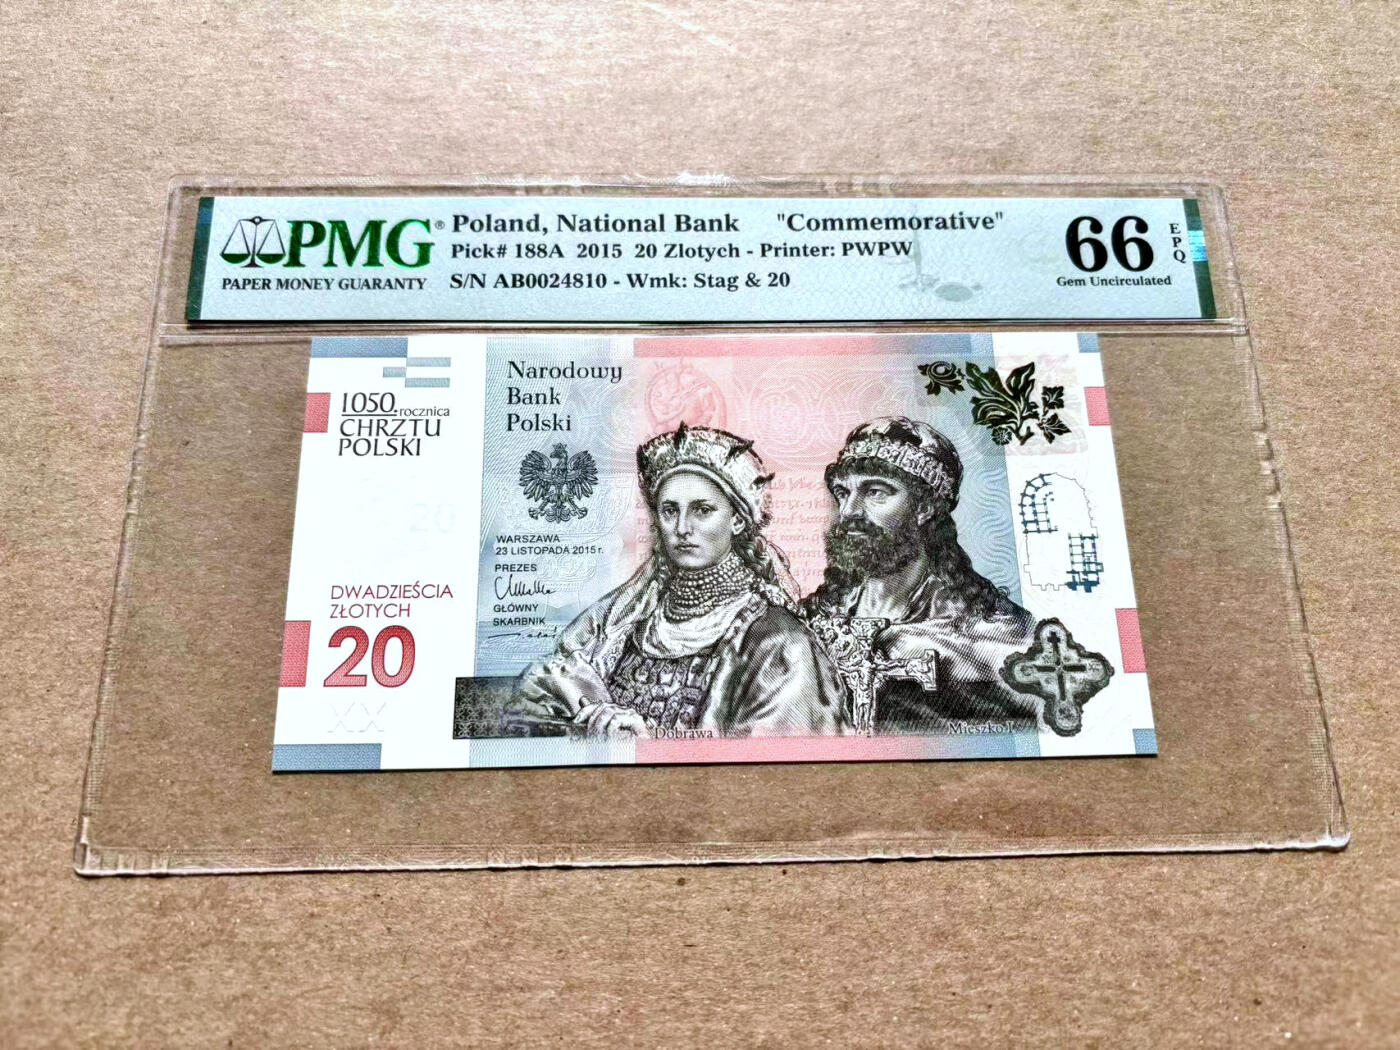 PMG®
PAPER MONEY GUARANTY
Poland, National Bank "Commemorative"
Pick# 188A 2015 20 Zlotych - Printer: PWPW
S/N AB0024810 - Wmk: Stag & 20
66
EPQ
Gem Uncirculated
1050. rocznica
CHRZTU
POLSKI
Narodowy
Bank
Polski
20
WARSZAWA
23 LISTOPADA 2015 r.
PREZES
GŁÓWNY
SKARBNIK
DWADZIEŚCIA
ZŁOTYCH
20
XX
Dobrawa
Mieszko I